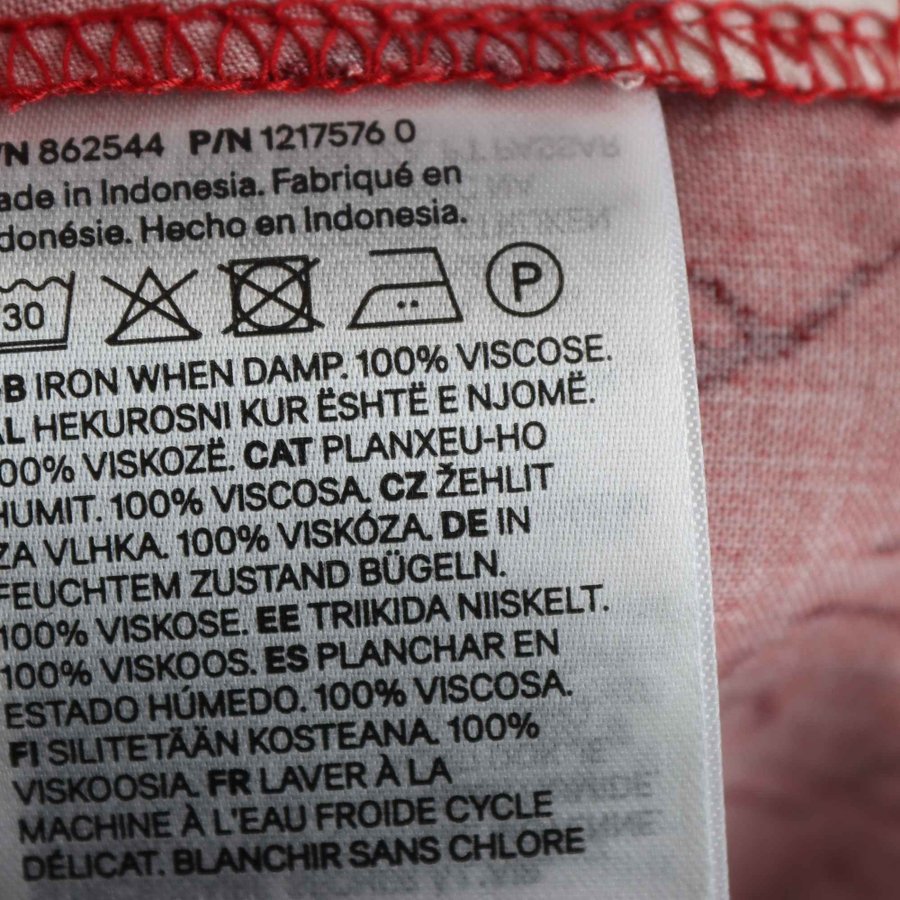 /N 862544 P/N 1217576 0
ade in Indonesia. Fabriqué en
donésie. Hecho en Indonesia.
30 P
B IRON WHEN DAMP. 100% VISCOSE.
AL HEKUROSNI KUR ËSHTË E NJOMË.
100% VISKOZË. CAT PLANXEU-HO
HUMIT. 100% VISCOSA. CZ ŽEHLIT
ZA VLHKA. 100% VISKÓZA. DE IN
FEUCHTEM ZUSTAND BÜGELN.
100% VISKOSE. EE TRIIKIDA NIISKELT.
100% VISKOOS. ES PLANCHAR EN
ESTADO HÚMEDO. 100% VISCOSA.
FI SILITETÄÄN KOSTEANA. 100%
VISKOOSIA. FR LAVER À LA
MACHINE À L'EAU FROIDE CYCLE
DÉLICAT. BLANCHIR SANS CHLORE